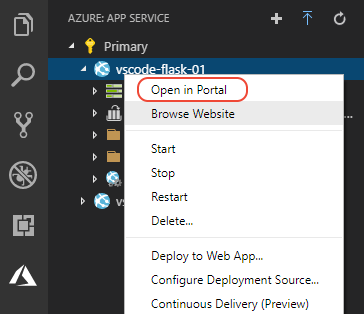 AZURE: APP SERVICE
Primary
vscode-flask-01
Open in Portal
Browse Website
Start
Stop
Restart
Delete...
Deploy to Web App...
Configure Deployment Source...
Continuous Delivery (Preview)